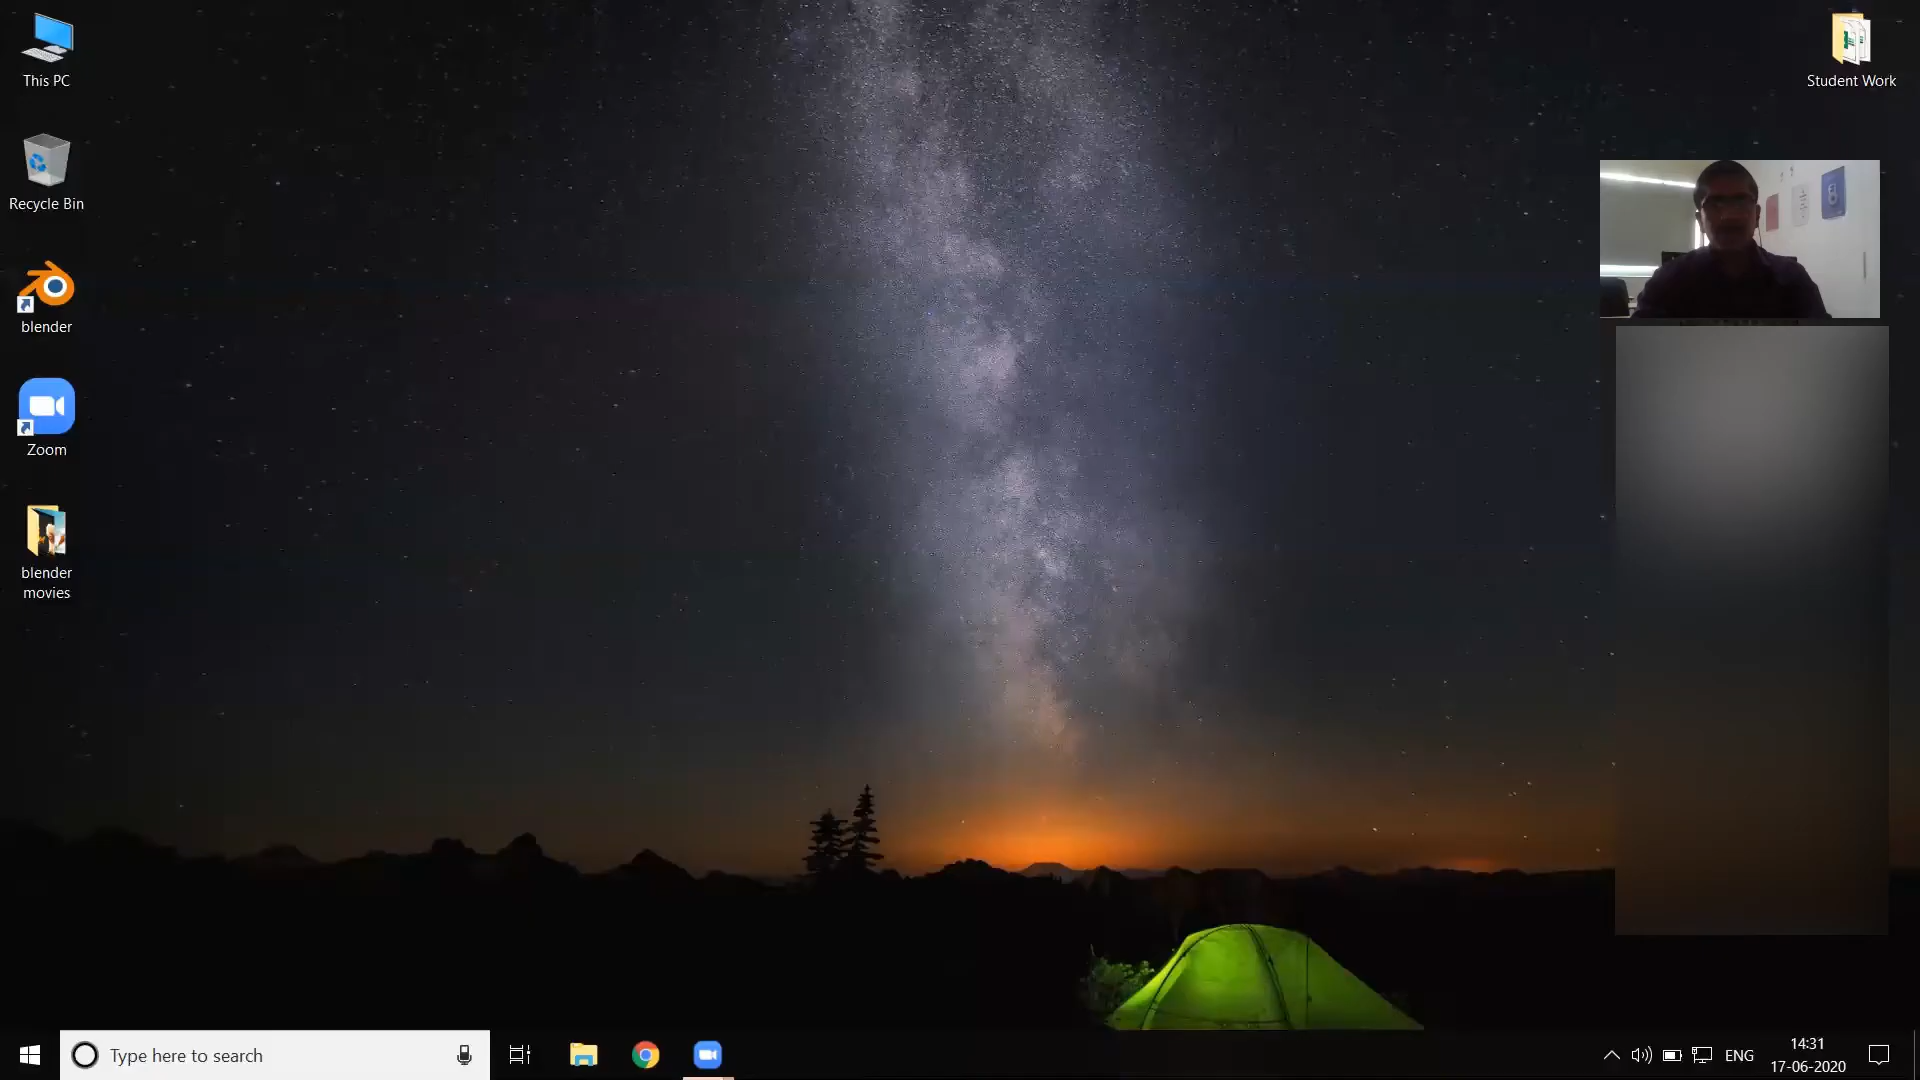 This PC
Student Work
Recycle Bin
blender
Zoom
blender
movies
Type here to search
ENG
14:31
17-06-2020